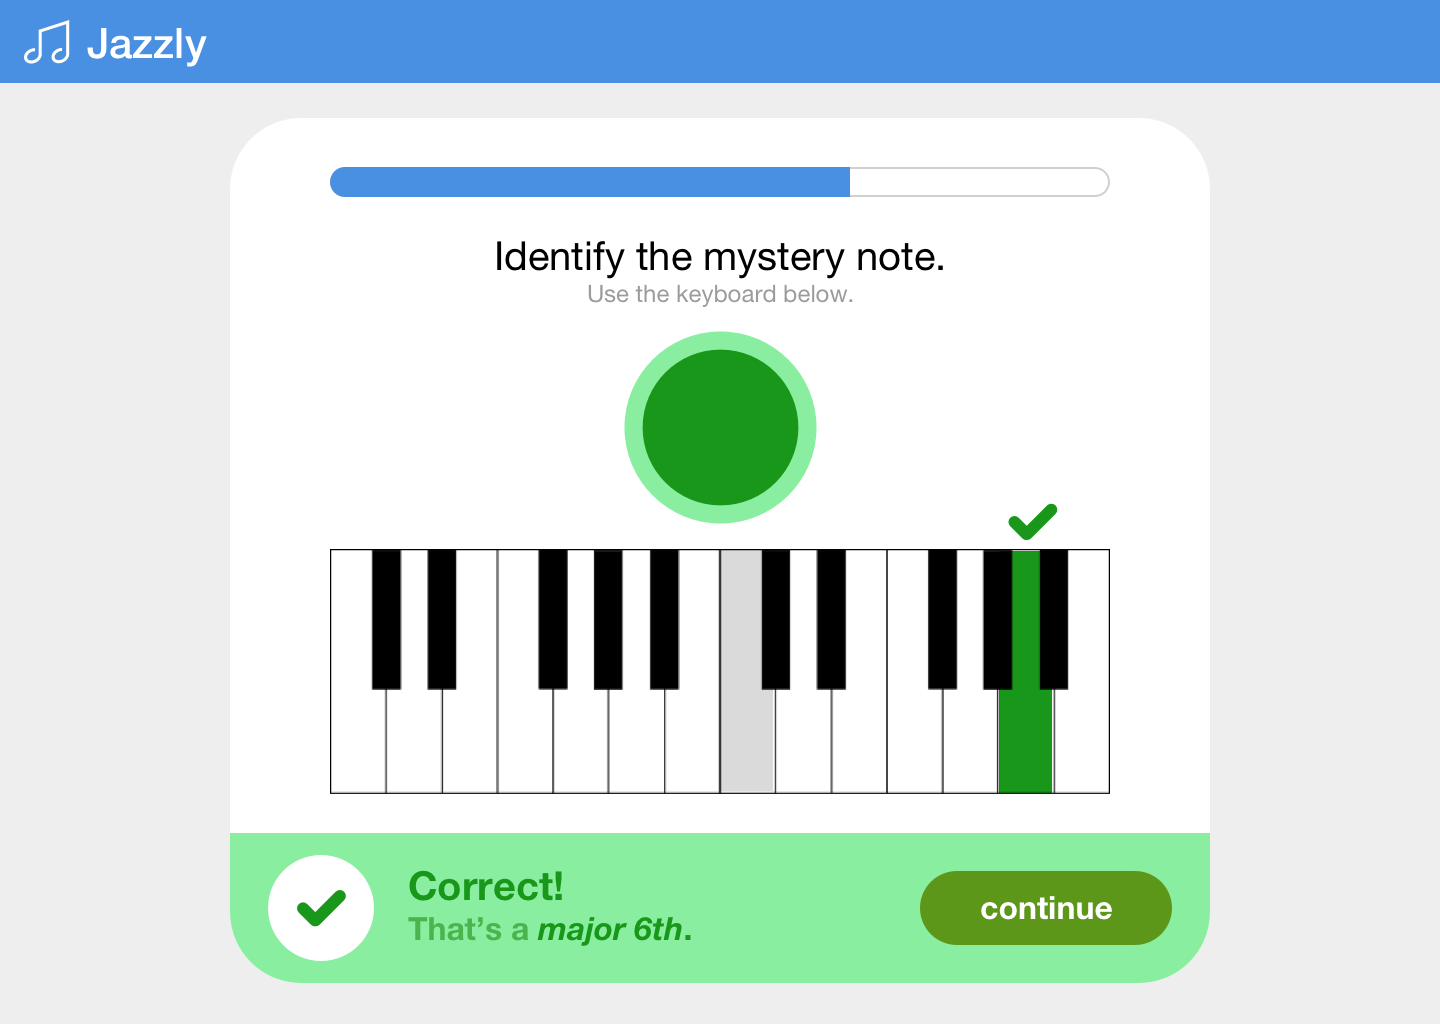 Jazzly
Identify the mystery note.
Use the keyboard below.
Correct!
That’s a major 6th.
continue